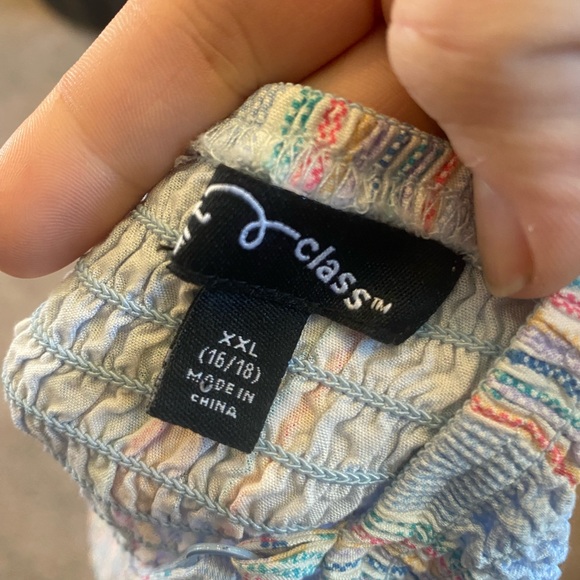 class™
XXL
(16/18)
MADE IN
CHINA